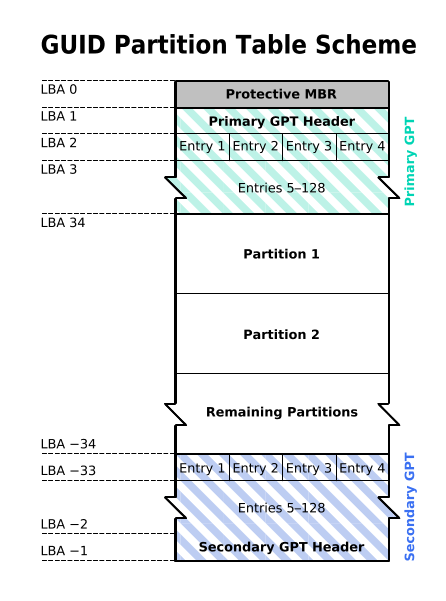 GUID Partition Table Scheme
LBA 0
Protective MBR
LBA 1
Primary GPT Header
LBA 2
Entry 1 Entry 2 Entry 3 Entry 4
LBA 3
Entries 5–128
Primary GPT
LBA 34
Partition 1
Partition 2
Remaining Partitions
LBA −34
LBA −33
Entry 1 Entry 2 Entry 3 Entry 4
Entries 5–128
LBA −2
Secondary GPT Header
LBA −1
Secondary GPT